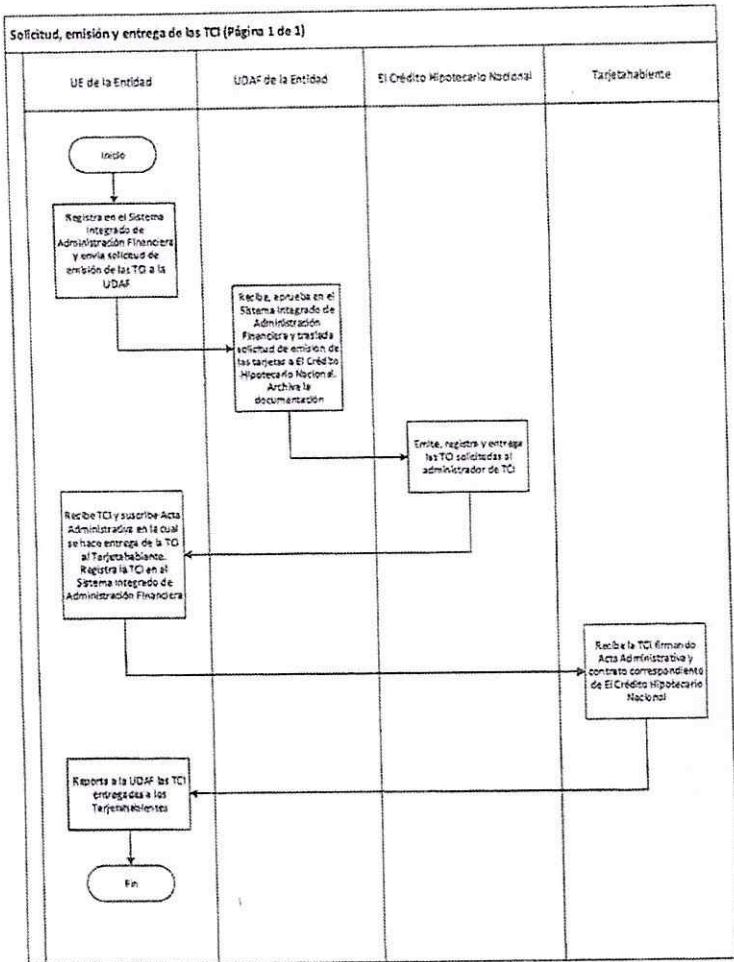 Solicitud, emisión y entrega de las TCI (Página 1 de 1)
UE de la Entidad
UDAF de la Entidad
El Crédito Hipotecario Nacional
Tarjetahabiente
Inicio
Registra en el Sistema
Integrado de
Administración Financiera
y envía solicitud de
emisión de las TCI a la
UDAF
Recibe, aprueba en el
Sistema Integrado de
Administración
Financiera y traslada
solicitud de emisión de
las tarjetas a El Crédito
Hipotecario Nacional.
Archiva la
documentación
Emite, registra y entrega
las TCI solicitadas al
administrador de TCI
Recibe TCI y suscribe Acta
Administrativa en la cual
se hace entrega de la TCI
al Tarjetahabiente.
Registra la TCI en el
Sistema Integrado de
Administración Financiera
Recibe la TCI firmando
Acta Administrativa y
contrato correspondiente
de El Crédito Hipotecario
Nacional
Reporta a la UDAF las TCI
entregadas a los
Tarjetahabientes
Fin